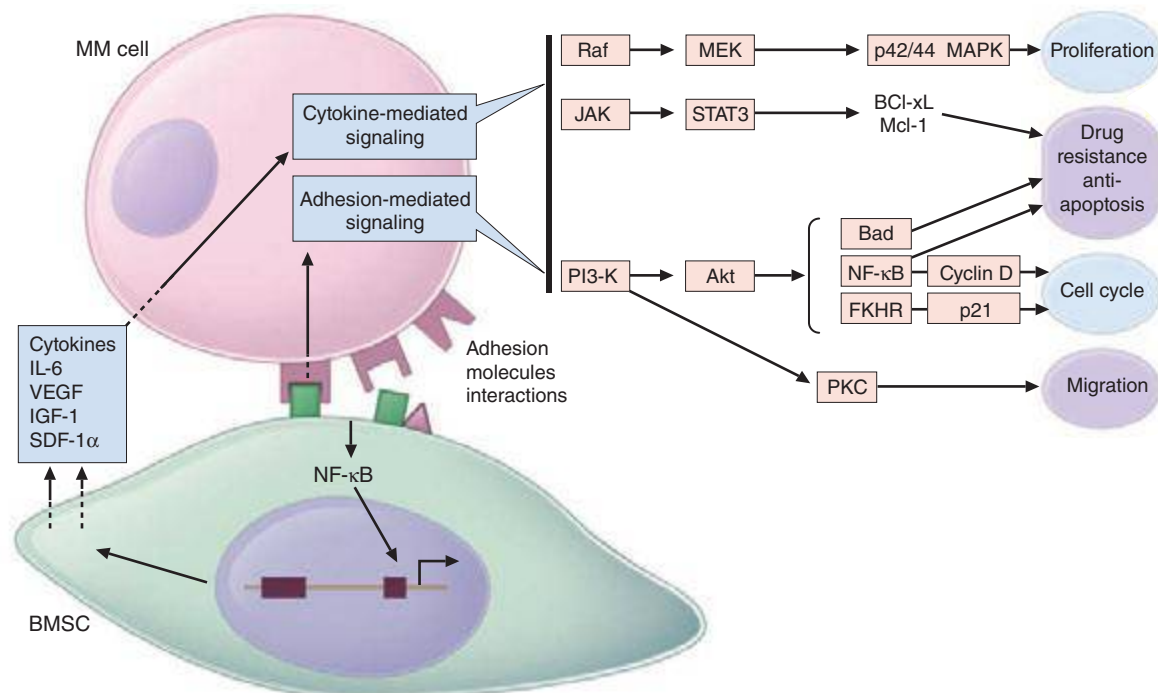 MM cell
Cytokine-mediated
signaling
Adhesion-mediated
signaling
Raf
MEK
p42/44 MAPK
Proliferation
JAK
STAT3
BCl-xL
Mcl-1
Drug
resistance
anti-
apoptosis
PI3-K
Akt
Bad
NF-κB
Cyclin D
FKHR
p21
Cell cycle
PKC
Migration
Adhesion
molecules
interactions
Cytokines
IL-6
VEGF
IGF-1
SDF-1α
NF-κB
BMSC